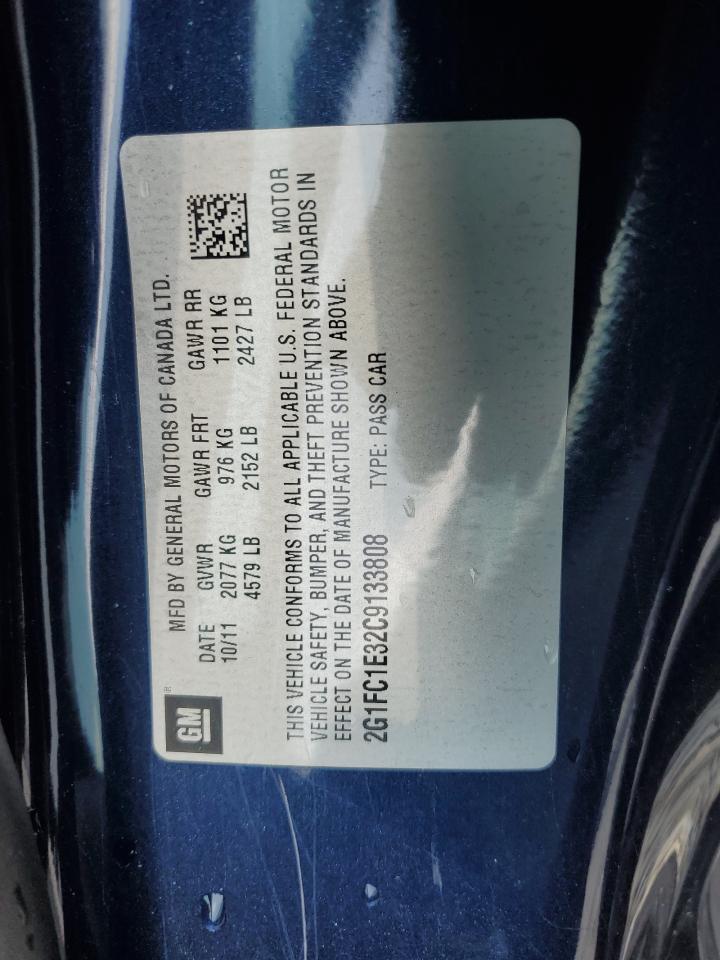 GM ®
MFD BY GENERAL MOTORS OF CANADA LTD.
DATE GVWR GAWR FRT GAWR RR
10/11 2077 KG 976 KG 1101 KG
4579 LB 2152 LB 2427 LB
THIS VEHICLE CONFORMS TO ALL APPLICABLE U.S. FEDERAL MOTOR
VEHICLE SAFETY, BUMPER, AND THEFT PREVENTION STANDARDS IN
EFFECT ON THE DATE OF MANUFACTURE SHOWN ABOVE.
2G1FC1E32C9133808 TYPE: PASS CAR